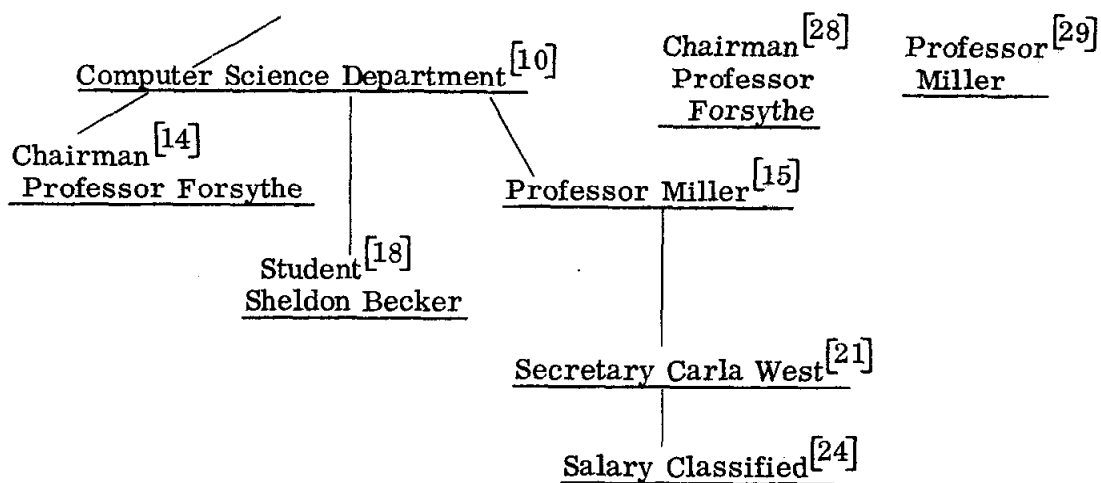 Computer Science Department[10]
Chairman[28]
Professor
Forsythe
Professor[29]
Miller
Chairman[14]
Professor Forsythe
Professor Miller[15]
Student[18]
Sheldon Becker
Secretary Carla West[21]
Salary Classified[24]